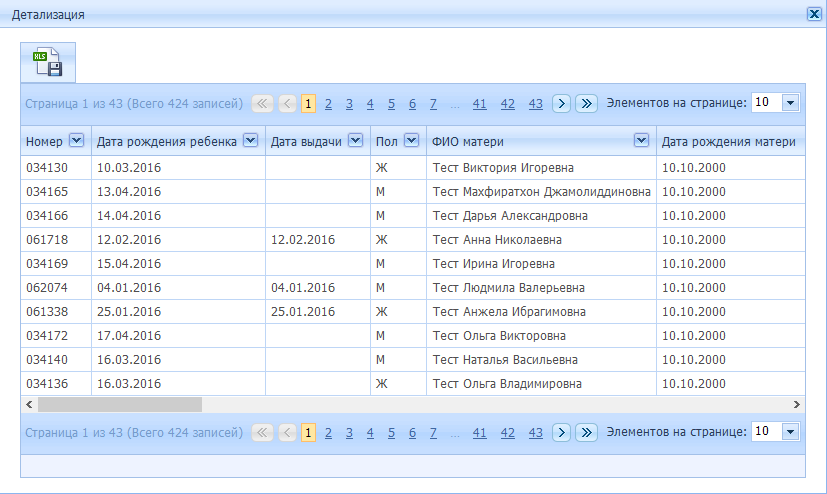 Детализация
XLS
Страница 1 из 43 (Всего 424 записей) 1 2 3 4 5 6 7 ... 41 42 43 Элементов на странице: 10
Номер Дата рождения ребенка Дата выдачи Пол ФИО матери Дата рождения матери
034130 10.03.2016 Ж Тест Виктория Игоревна 10.10.2000
034165 13.04.2016 М Тест Махфиратхон Джамолиддиновна 10.10.2000
034166 14.04.2016 М Тест Дарья Александровна 10.10.2000
061718 12.02.2016 12.02.2016 Ж Тест Анна Николаевна 10.10.2000
034169 15.04.2016 М Тест Ирина Игоревна 10.10.2000
062074 04.01.2016 04.01.2016 М Тест Людмила Валерьевна 10.10.2000
061338 25.01.2016 25.01.2016 Ж Тест Анжела Ибрагимовна 10.10.2000
034172 17.04.2016 М Тест Ольга Викторовна 10.10.2000
034140 16.03.2016 М Тест Наталья Васильевна 10.10.2000
034136 16.03.2016 Ж Тест Ольга Владимировна 10.10.2000
Страница 1 из 43 (Всего 424 записей) 1 2 3 4 5 6 7 ... 41 42 43 Элементов на странице: 10